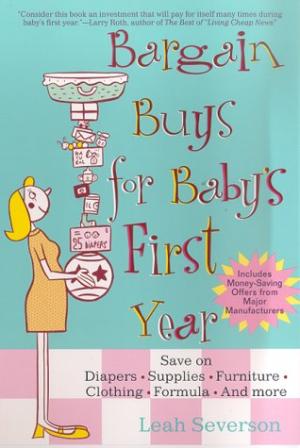 "Consider this book an investment that will pay for itself many times during
baby's first year."—Larry Roth, author of The Best of "Living Cheap News"
Bargain
Buys
for Baby's
First
Year
25 DIAPERS
Includes
Money-Saving
Offers from
Major
Manufacturers
Save on
Diapers • Supplies • Furniture •
Clothing • Formula • And more
Leah Severson